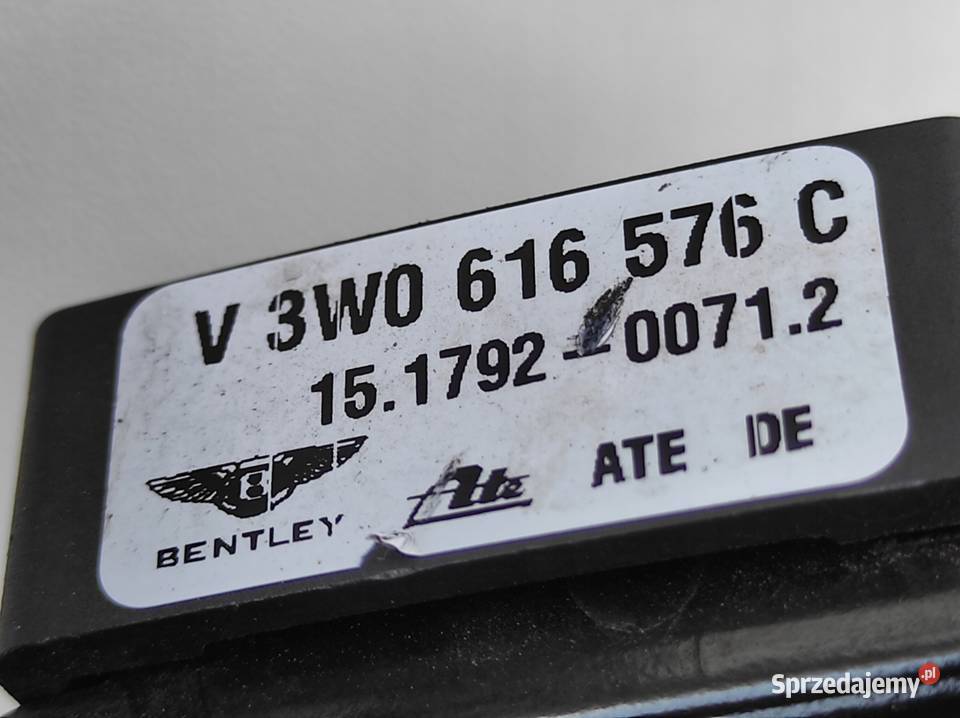 V 3W0 616 576 C
15.1792-0071.2
BENTLEY Ate ATE DE
Sprzedajemy.pl